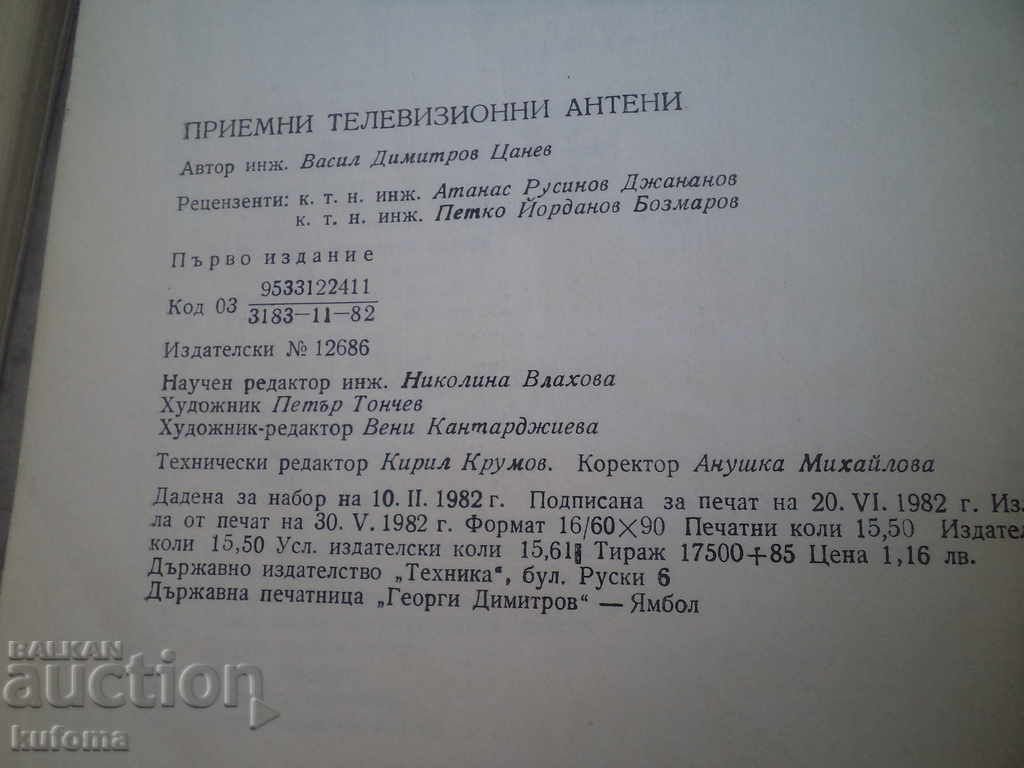 ПРИЕМНИ ТЕЛЕВИЗИОННИ АНТЕНИ
Автор инж. Васил Димитров Цанев
Рецензенти: к. т. н. инж. Атанас Русинов Джананов
к. т. н. инж. Петко Йорданов Бозмаров
Първо издание
Код 03 9533122411
3183—11—82
Издателски № 12686
Научен редактор инж. Николина Влахова
Художник Петър Тончев
Художник-редактор Вени Кантарджиева
Технически редактор Кирил Крумов. Коректор Анушка Михайлова
Дадена за набор на 10. II. 1982 г. Подписана за печат на 20. VI. 1982 г. Из
ла от печат на 30. V. 1982 г. Формат 16/60×90 Печатни коли 15,50 Издател
коли 15,50 Усл. издателски коли 15,61 Тираж 17500+85 Цена 1,16 лв.
Държавно издателство „Техника“, бул. Руски 6
Държавна печатница „Георги Димитров“ — Ямбол
BALKAN
auction
kufoma